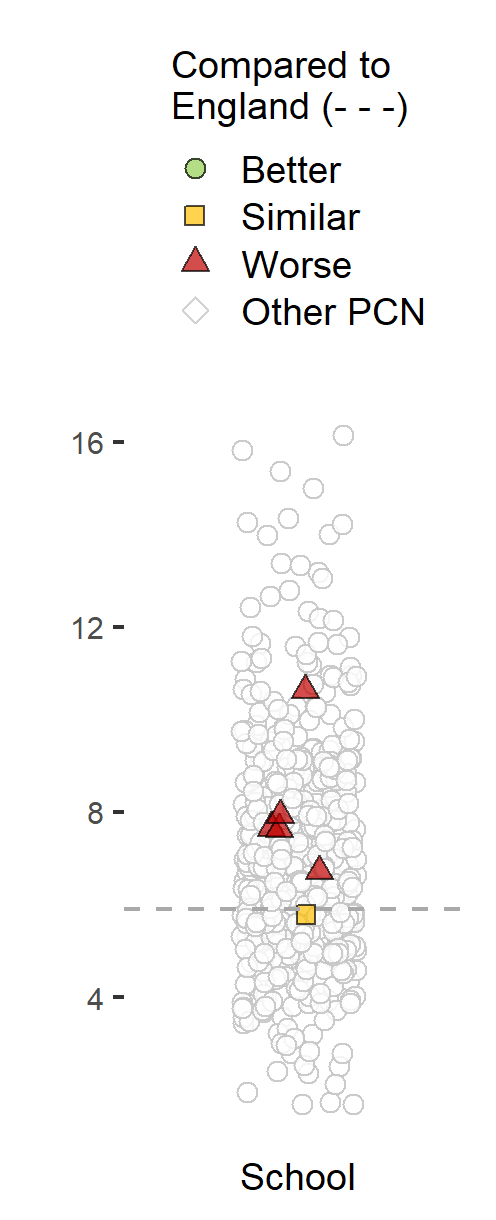 Compared to
England (- - -)
Better
Similar
Worse
Other PCN
16
12
8
4
School